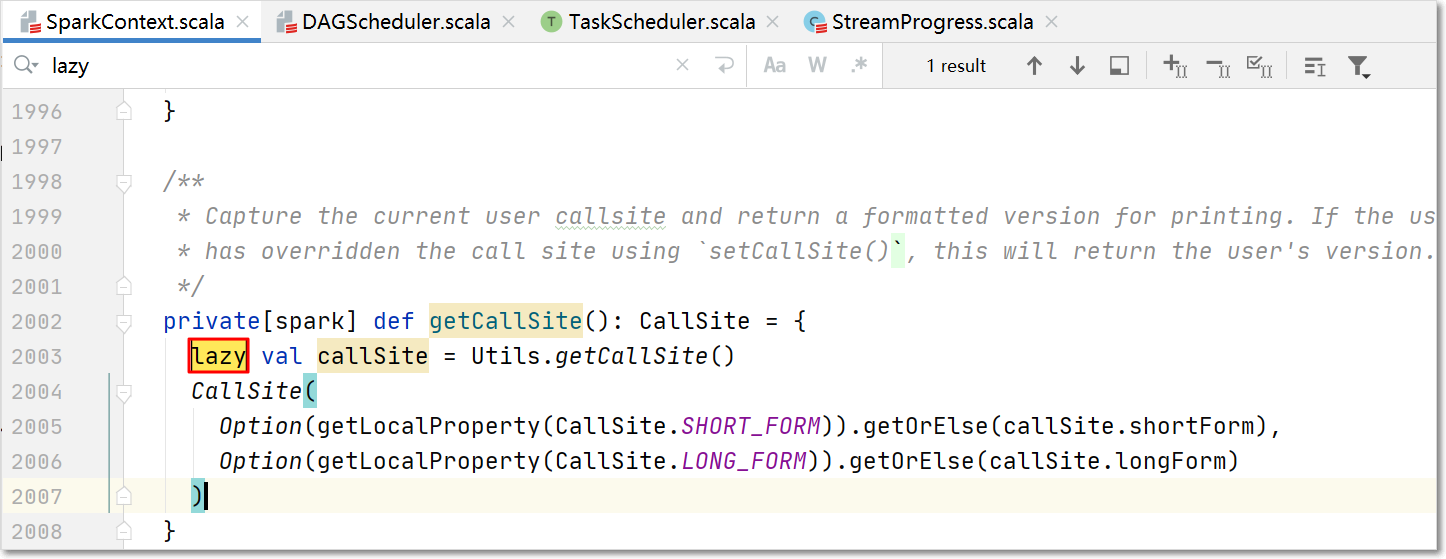 SparkContext.scala DAGScheduler.scala TaskScheduler.scala StreamProgress.scala
lazy Aa W .* 1 result
1996 }
1997
1998 /**
1999 * Capture the current user callsite and return a formatted version for printing. If the us
2000 * has overridden the call site using `setCallSite()`, this will return the user's version.
2001 */
2002 private[spark] def getCallSite(): CallSite = {
2003 lazy val callSite = Utils.getCallSite()
2004 CallSite(
2005 Option(getLocalProperty(CallSite.SHORT_FORM)).getOrElse(callSite.shortForm),
2006 Option(getLocalProperty(CallSite.LONG_FORM)).getOrElse(callSite.longForm)
2007 )
2008 }